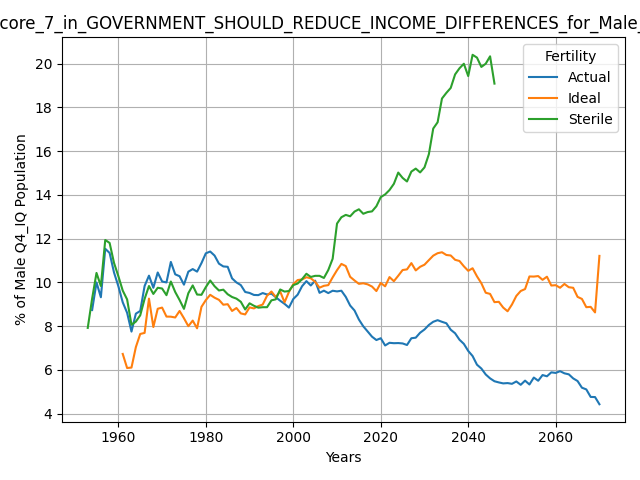 core_7_in_GOVERNMENT_SHOULD_REDUCE_INCOME_DIFFERENCES_for_Male_
Fertility
Actual
Ideal
Sterile
% of Male Q4_IQ Population
20
18
16
14
12
10
8
6
4
1960 1980 2000 2020 2040 2060
Years